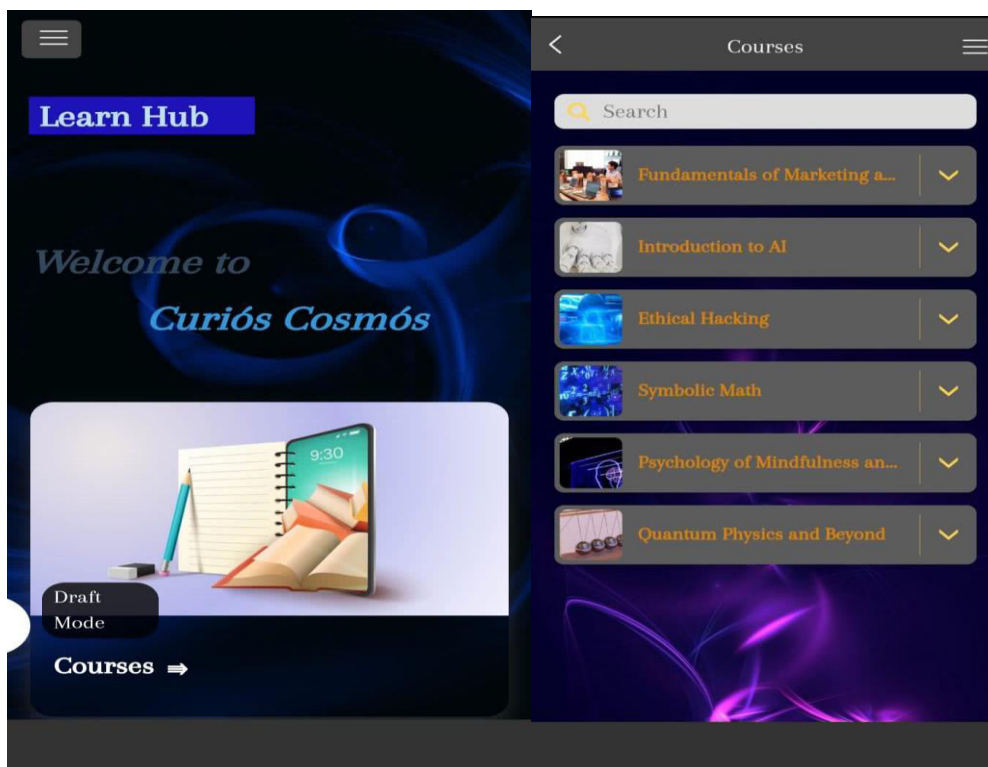 Learn Hub
Welcome to
Curiós Cosmós
9:30
Draft
Mode
Courses ⇛
Courses
Search
Fundamentals of Marketing a...
Introduction to AI
Ethical Hacking
Symbolic Math
Psychology of Mindfulness an...
Quantum Physics and Beyond